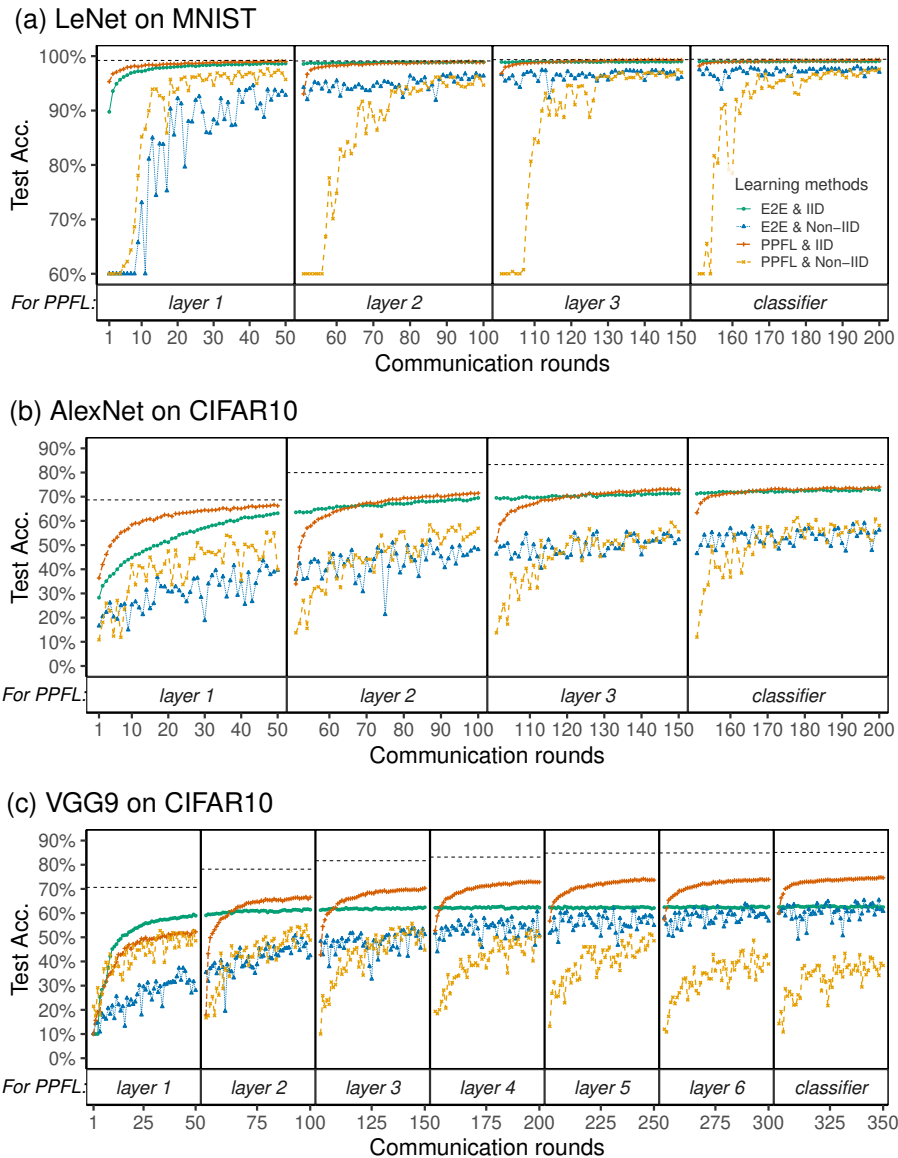 (a) LeNet on MNIST
100%
90%
80%
70%
60%
Test Acc.
Learning methods
E2E & IID
E2E & Non−IID
PPFL & IID
PPFL & Non−IID
For PPFL: layer 1 layer 2 layer 3 classifier
1 10 20 30 40 50 60 70 80 90 100 110 120 130 140 150 160 170 180 190 200
Communication rounds
(b) AlexNet on CIFAR10
90%
80%
70%
60%
50%
40%
30%
20%
10%
0%
Test Acc.
For PPFL: layer 1 layer 2 layer 3 classifier
1 10 20 30 40 50 60 70 80 90 100 110 120 130 140 150 160 170 180 190 200
Communication rounds
(c) VGG9 on CIFAR10
90%
80%
70%
60%
50%
40%
30%
20%
10%
0%
Test Acc.
For PPFL: layer 1 layer 2 layer 3 layer 4 layer 5 layer 6 classifier
1 25 50 75 100 125 150 175 200 225 250 275 300 325 350
Communication rounds